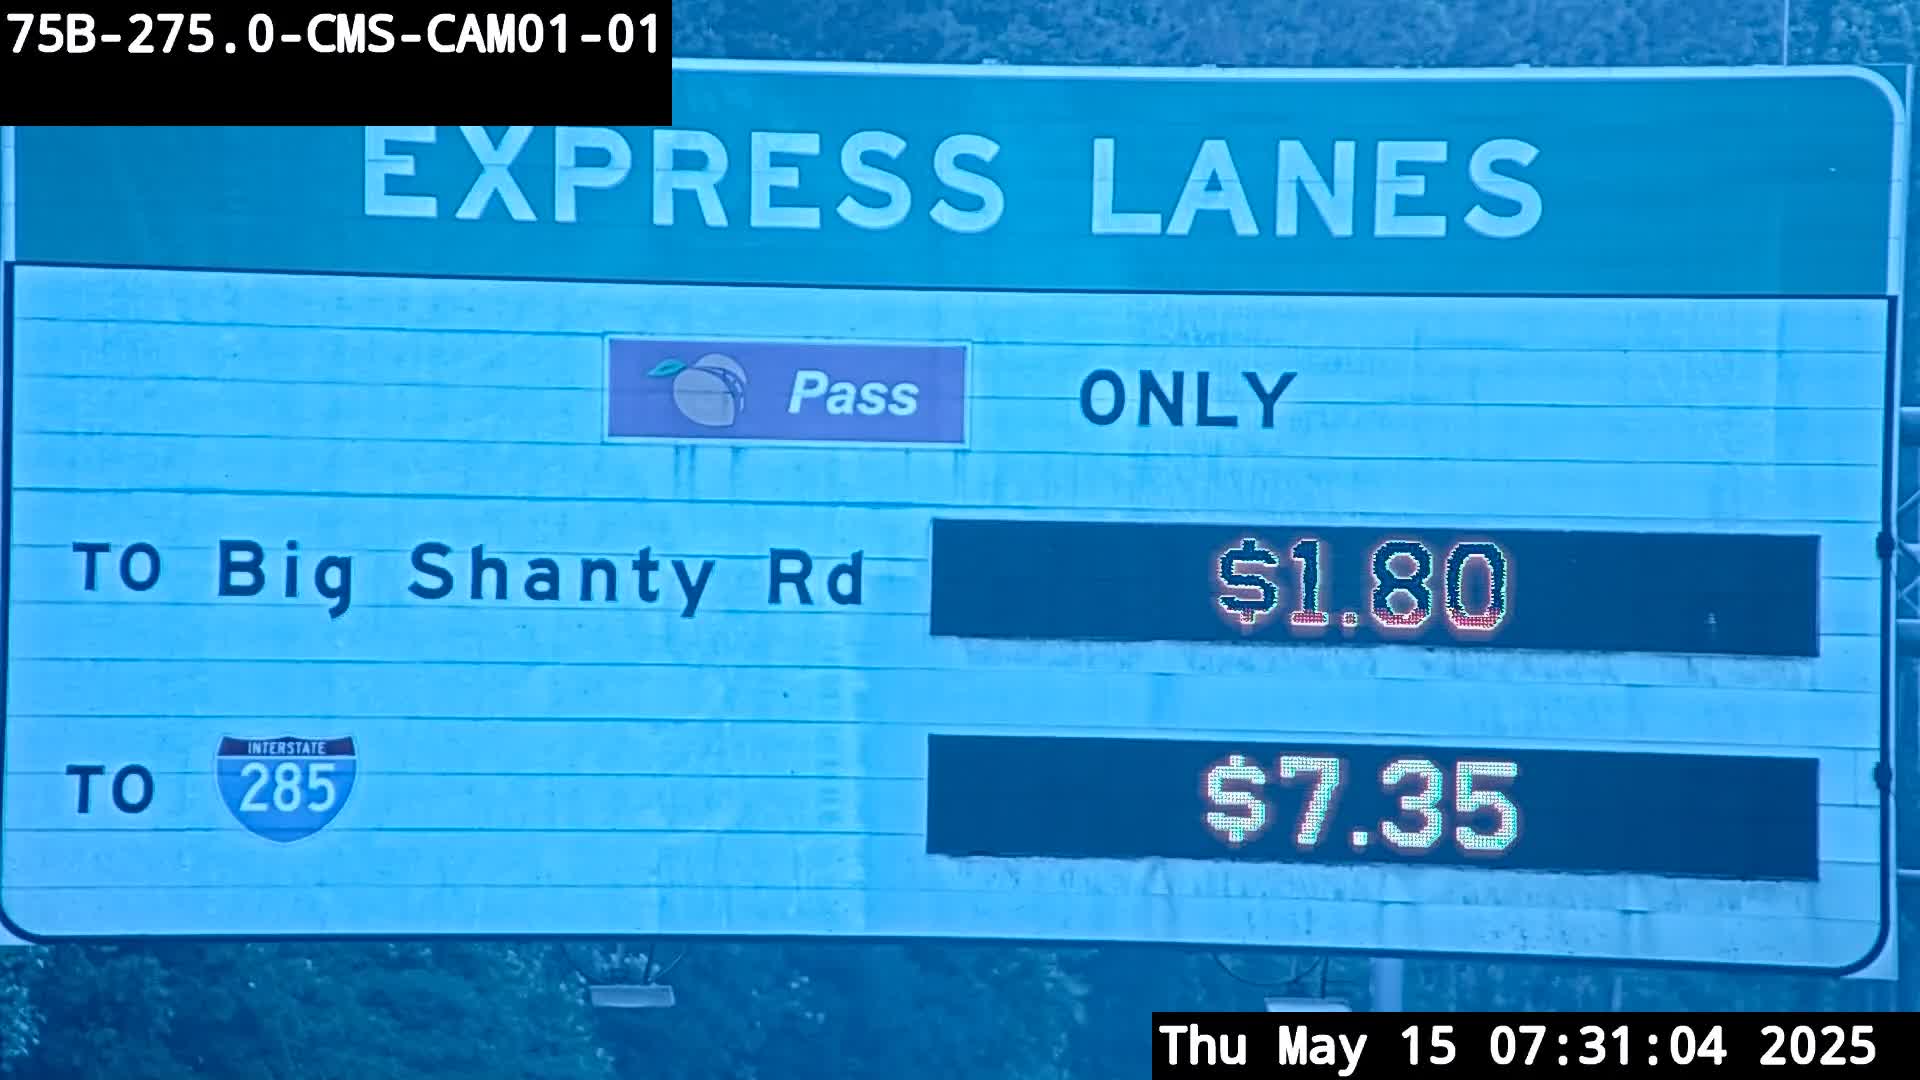 75B-275.0-CMS-CAM01-01
EXPRESS LANES
Pass ONLY
TO Big Shanty Rd $1.80
INTERSTATE
TO 285 $7.35
Thu May 15 07:31:04 2025